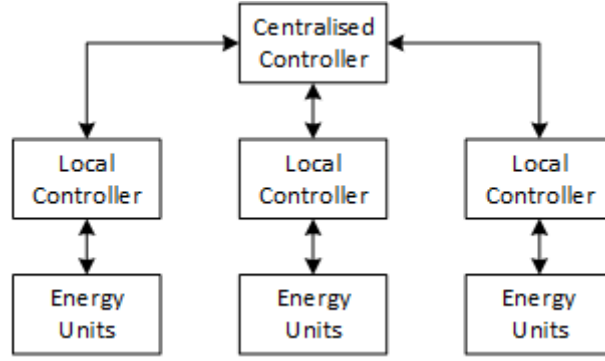 Centralised
Controller
Local
Controller
Local
Controller
Local
Controller
Energy
Units
Energy
Units
Energy
Units